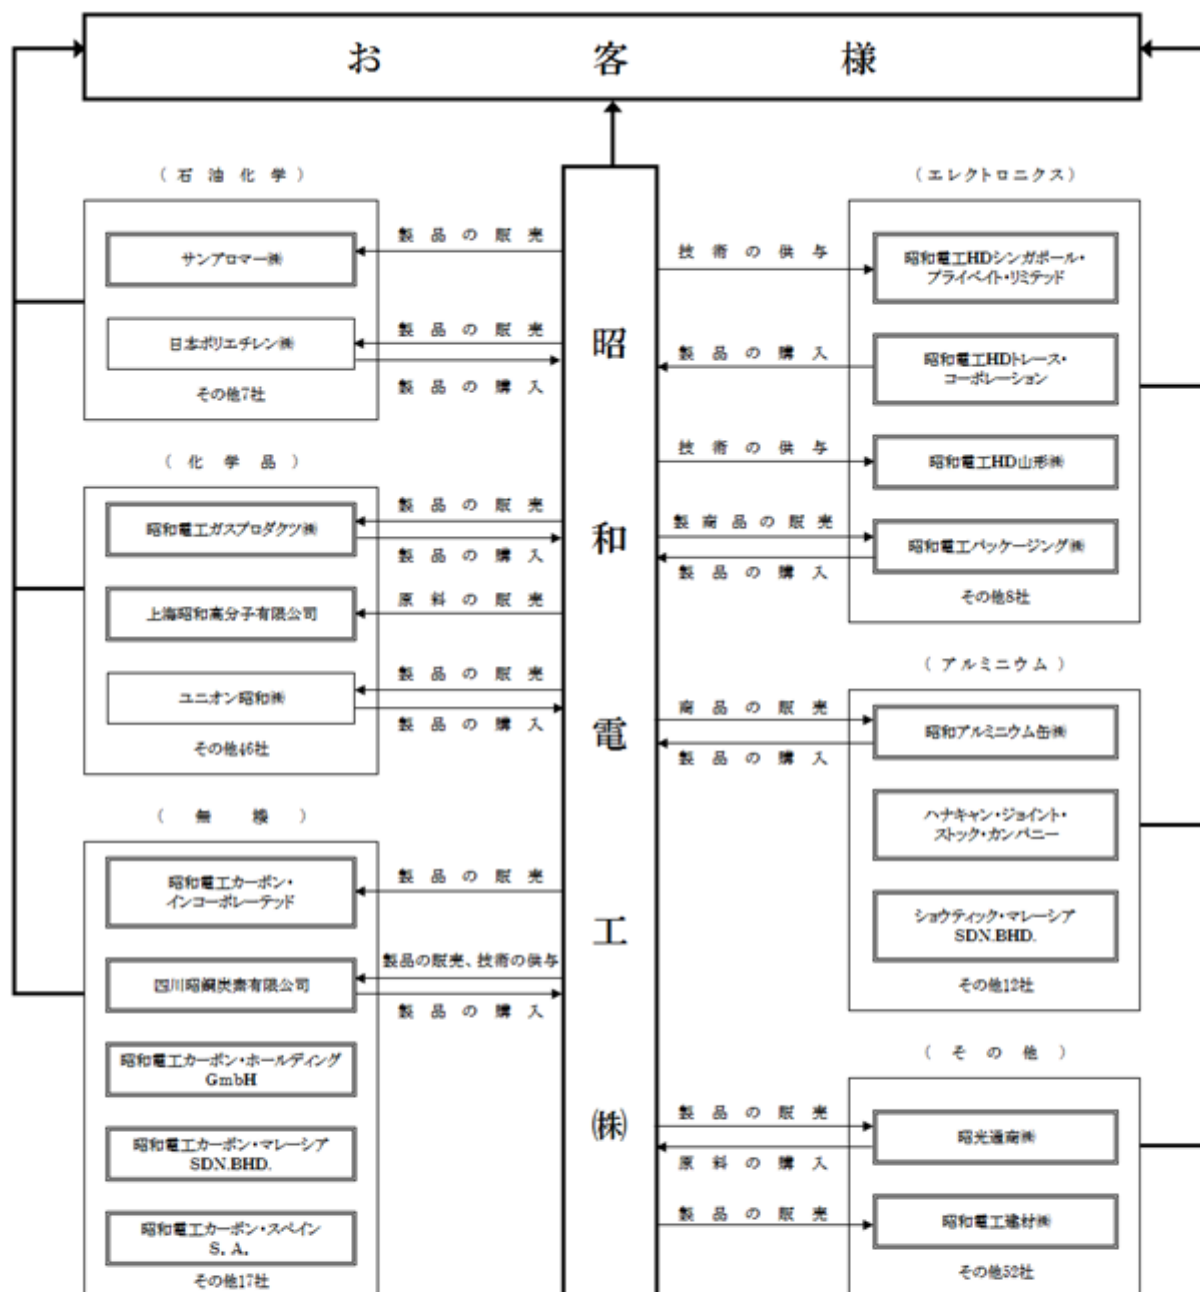 お客様
(石油化学)
サンアロマー㈱
製品の販売
日本ポリエチレン㈱
製品の販売
製品の購入
その他7社
(化学品)
昭和電工ガスプロダクツ㈱
製品の販売
製品の購入
上海昭和高分子有限公司
原料の販売
ユニオン昭和㈱
製品の販売
製品の購入
その他46社
(無機)
昭和電工カーボン・
インコーポレーテッド
製品の販売
四川昭鋼炭素有限公司
製品の販売、技術の供与
製品の購入
昭和電工カーボン・ホールディング
GmbH
昭和電工カーボン・マレーシア
SDN.BHD.
昭和電工カーボン・スペイン
S. A.
その他17社
昭和電工㈱
(エレクトロニクス)
技術の供与
昭和電工HDシンガポール・
プライベイト・リミテッド
製品の購入
昭和電工HDトレース・
コーポレーション
技術の供与
昭和電工HD山形㈱
製商品の販売
製品の購入
昭和電工パッケージング㈱
その他8社
(アルミニウム)
商品の販売
製品の購入
昭和アルミニウム缶㈱
ハナキャン・ジョイント・
ストック・カンパニー
ショウティック・マレーシア
SDN.BHD.
その他12社
(その他)
製品の販売
原料の購入
昭光通商㈱
製品の販売
昭和電工建材㈱
その他52社